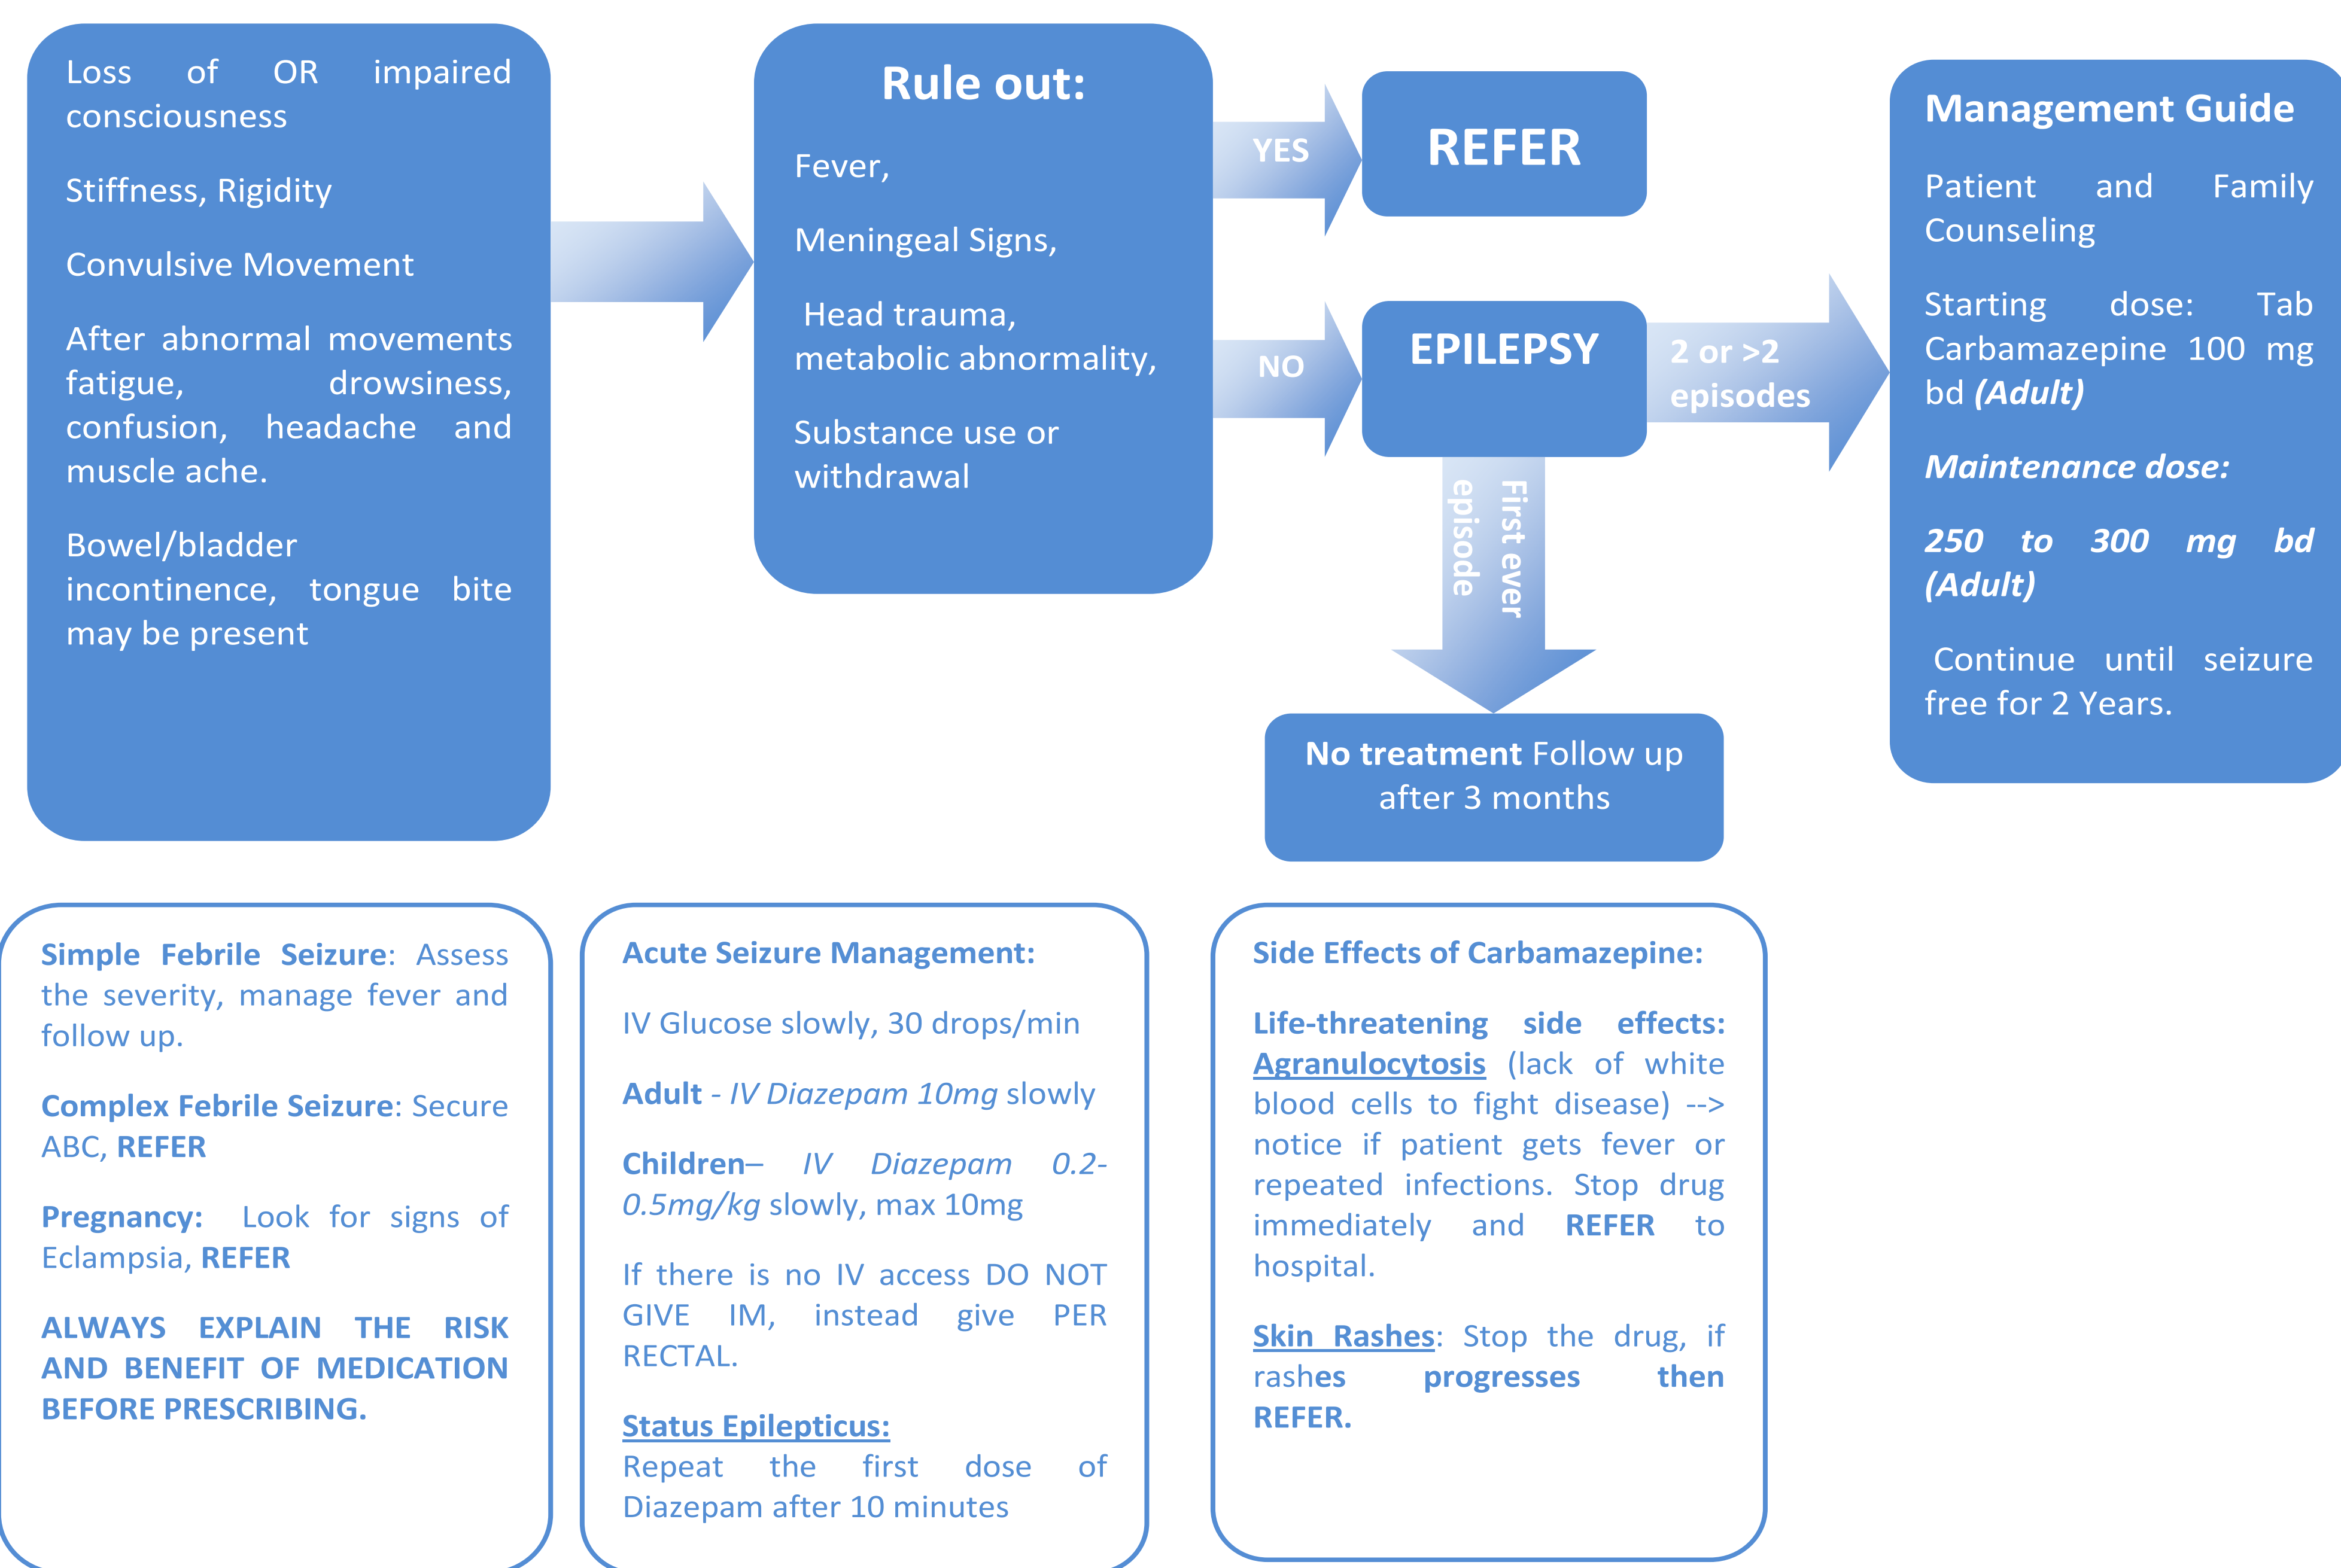 Loss of OR impaired
consciousness
Stiffness, Rigidity
Convulsive Movement
After abnormal movements
fatigue, drowsiness,
confusion, headache and
muscle ache.
Bowel/bladder
incontinence, tongue bite
may be present
Rule out:
Fever,
Meningeal Signs,
Head trauma,
metabolic abnormality,
Substance use or
withdrawal
YES
REFER
NO
EPILEPSY
2 or >2
episodes
First ever
episode
No treatment Follow up
after 3 months
Management Guide
Patient and Family
Counseling
Starting dose: Tab
Carbamazepine 100 mg
bd (Adult)
Maintenance dose:
250 to 300 mg bd
(Adult)
Continue until seizure
free for 2 Years.
Simple Febrile Seizure: Assess
the severity, manage fever and
follow up.
Complex Febrile Seizure: Secure
ABC, REFER
Pregnancy: Look for signs of
Eclampsia, REFER
ALWAYS EXPLAIN THE RISK
AND BENEFIT OF MEDICATION
BEFORE PRESCRIBING.
Acute Seizure Management:
IV Glucose slowly, 30 drops/min
Adult - IV Diazepam 10mg slowly
Children– IV Diazepam 0.2-
0.5mg/kg slowly, max 10mg
If there is no IV access DO NOT
GIVE IM, instead give PER
RECTAL.
Status Epilepticus:
Repeat the first dose of
Diazepam after 10 minutes
Side Effects of Carbamazepine:
Life-threatening side effects:
Agranulocytosis (lack of white
blood cells to fight disease) -->
notice if patient gets fever or
repeated infections. Stop drug
immediately and REFER to
hospital.
Skin Rashes: Stop the drug, if
rashes progresses then
REFER.